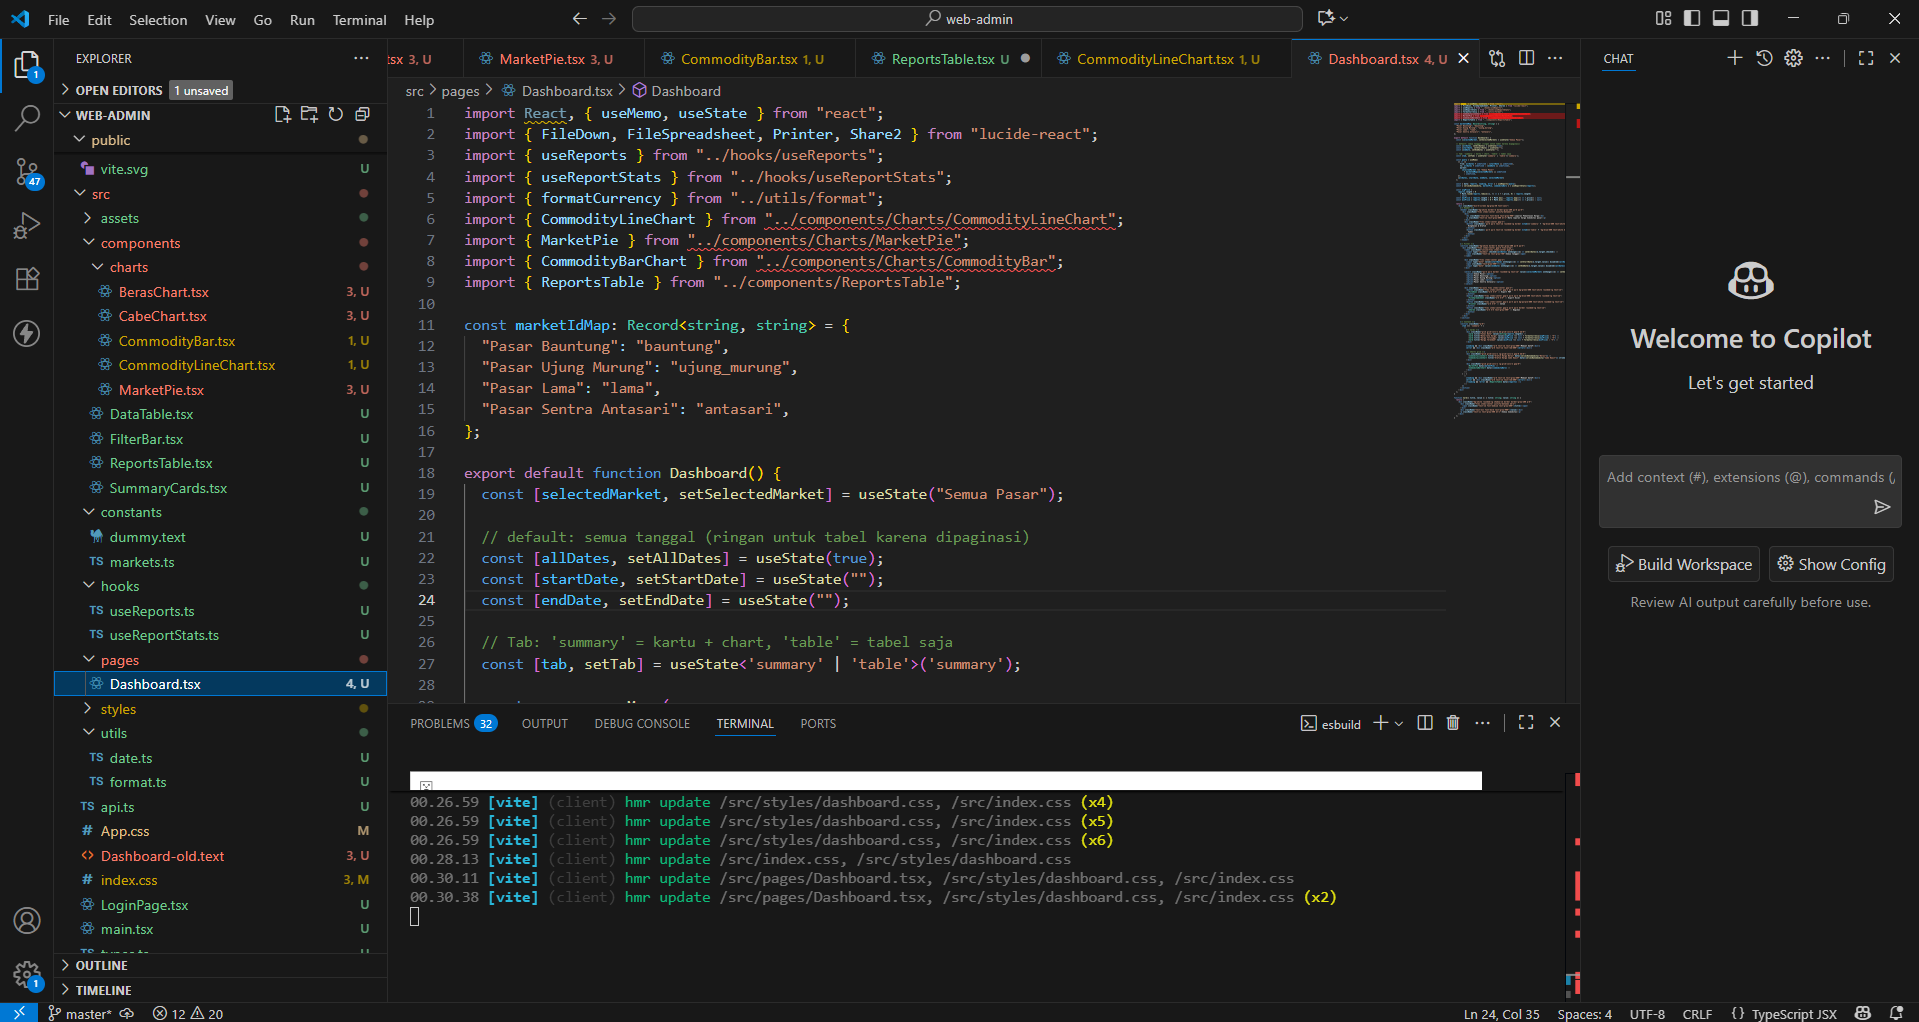 File Edit Selection View Go Run Terminal Help
web-admin
EXPLORER
OPEN EDITORS 1 unsaved
WEB-ADMIN
public
vite.svg U
src
assets
components
charts
BerasChart.tsx 3, U
CabeChart.tsx 3, U
CommodityBar.tsx 1, U
CommodityLineChart.tsx 1, U
MarketPie.tsx 3, U
DataTable.tsx U
FilterBar.tsx U
ReportsTable.tsx U
SummaryCards.tsx U
constants
dummy.text U
TS markets.ts U
hooks
TS useReports.ts U
TS useReportStats.ts U
pages
Dashboard.tsx 4, U
styles
utils
TS date.ts U
TS format.ts U
TS api.ts U
# App.css M
Dashboard-old.text 3, U
# index.css 3, M
LoginPage.tsx U
main.tsx U
OUTLINE
TIMELINE
1
47
1
tsx 3, U MarketPie.tsx 3, U CommodityBar.tsx 1, U ReportsTable.tsx U CommodityLineChart.tsx 1, U Dashboard.tsx 4, U
src > pages > Dashboard.tsx > Dashboard
1 import React, { useMemo, useState } from "react";
2 import { FileDown, FileSpreadsheet, Printer, Share2 } from "lucide-react";
3 import { useReports } from "../hooks/useReports";
4 import { useReportStats } from "../hooks/useReportStats";
5 import { formatCurrency } from "../utils/format";
6 import { CommodityLineChart } from "../components/Charts/CommodityLineChart";
7 import { MarketPie } from "../components/Charts/MarketPie";
8 import { CommodityBarChart } from "../components/Charts/CommodityBar";
9 import { ReportsTable } from "../components/ReportsTable";
10
11 const marketIdMap: Record<string, string> = {
12 "Pasar Bauntung": "bauntung",
13 "Pasar Ujung Murung": "ujung_murung",
14 "Pasar Lama": "lama",
15 "Pasar Sentra Antasari": "antasari",
16 };
17
18 export default function Dashboard() {
19 const [selectedMarket, setSelectedMarket] = useState("Semua Pasar");
20
21 // default: semua tanggal (ringan untuk tabel karena dipaginasi)
22 const [allDates, setAllDates] = useState(true);
23 const [startDate, setStartDate] = useState("");
24 const [endDate, setEndDate] = useState("");
25
26 // Tab: 'summary' = kartu + chart, 'table' = tabel saja
27 const [tab, setTab] = useState<'summary' | 'table'>('summary');
28
PROBLEMS 32 OUTPUT DEBUG CONSOLE TERMINAL PORTS
esbuild
00.26.59 [vite] (client) hmr update /src/styles/dashboard.css, /src/index.css (x4)
00.26.59 [vite] (client) hmr update /src/styles/dashboard.css, /src/index.css (x5)
00.26.59 [vite] (client) hmr update /src/styles/dashboard.css, /src/index.css (x6)
00.28.13 [vite] (client) hmr update /src/index.css, /src/styles/dashboard.css
00.30.11 [vite] (client) hmr update /src/pages/Dashboard.tsx, /src/styles/dashboard.css, /src/index.css
00.30.38 [vite] (client) hmr update /src/pages/Dashboard.tsx, /src/styles/dashboard.css, /src/index.css (x2)
CHAT
Welcome to Copilot
Let's get started
Add context (#), extensions (@), commands (/
Build Workspace Show Config
Review AI output carefully before use.
master* 12 20
Ln 24, Col 35 Spaces: 4 UTF-8 CRLF {} TypeScript JSX